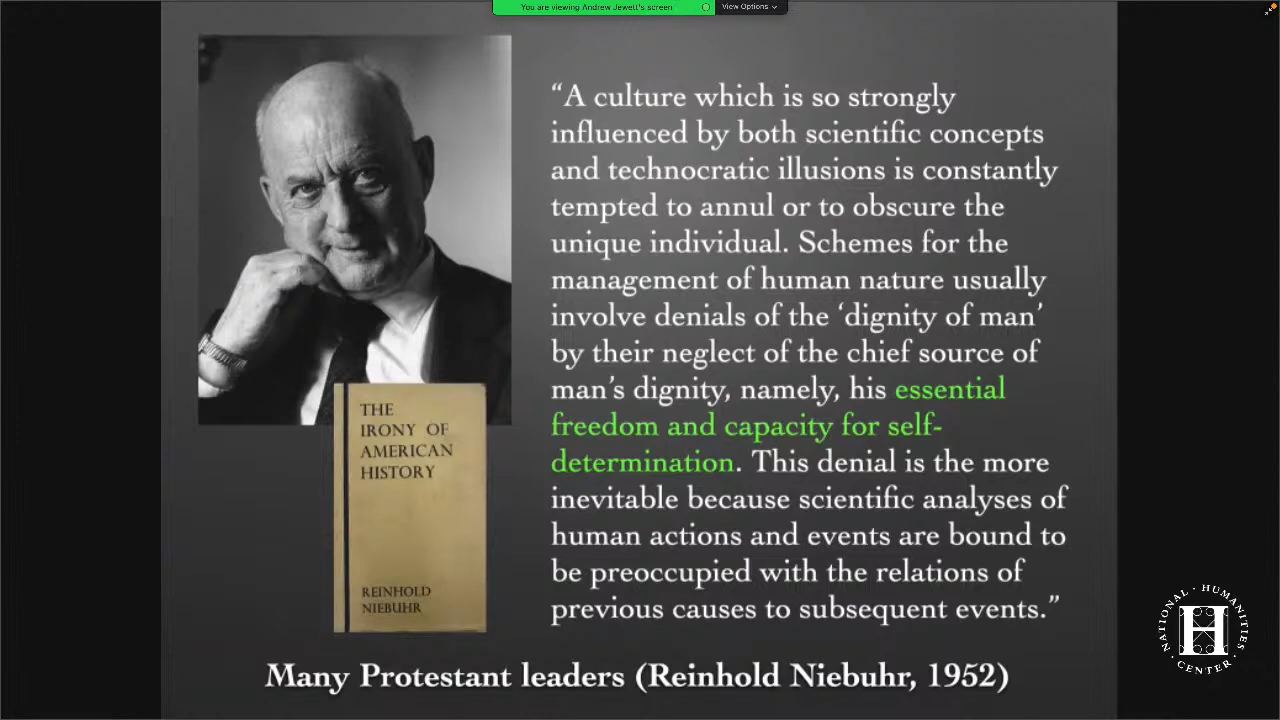 You are viewing Andrew Jewett's screen
View Options
“A culture which is so strongly
influenced by both scientific concepts
and technocratic illusions is constantly
tempted to annul or to obscure the
unique individual. Schemes for the
management of human nature usually
involve denials of the ‘dignity of man’
by their neglect of the chief source of
man’s dignity, namely, his essential
freedom and capacity for self-
determination. This denial is the more
inevitable because scientific analyses of
human actions and events are bound to
be preoccupied with the relations of
previous causes to subsequent events.”
THE
IRONY OF
AMERICAN
HISTORY
REINHOLD
NIEBUHR
Many Protestant leaders (Reinhold Niebuhr, 1952)
NATIONAL · HUMANITIES
CENTER
H